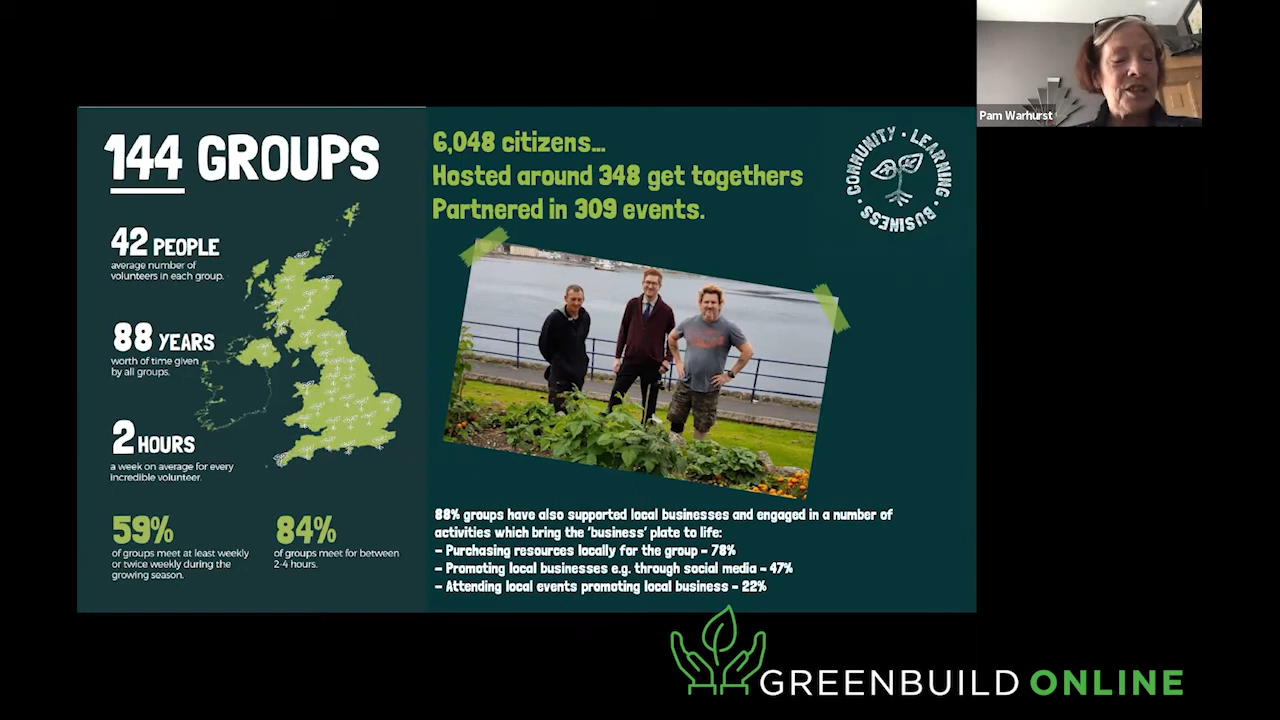 Pam Warhurst
144 GROUPS
42 PEOPLE
average number of
volunteers in each group.
88 YEARS
worth of time given
by all groups.
2 HOURS
a week on average for every
incredible volunteer.
59%
of groups meet at least weekly
or twice weekly during the
growing season.
84%
of groups meet for between
2-4 hours.
6,048 citizens...
Hosted around 348 get togethers
Partnered in 309 events.
COMMUNITY · LEARNING · BUSINESS ·
88% groups have also supported local businesses and engaged in a number of
activities which bring the 'business' plate to life:
– Purchasing resources locally for the group – 78%
– Promoting local businesses e.g. through social media – 47%
– Attending local events promoting local business – 22%
GREENBUILD ONLINE